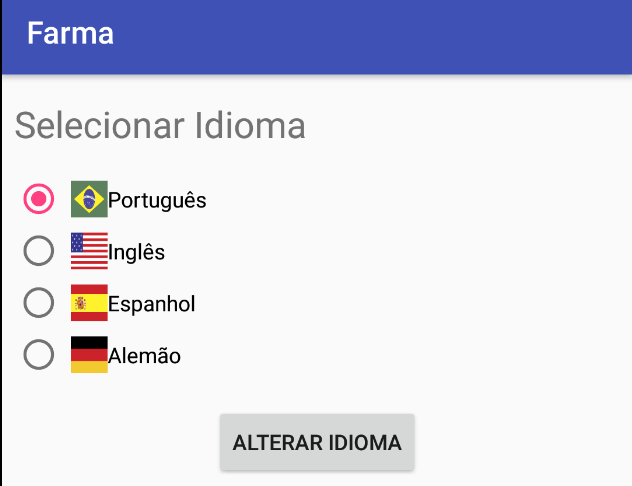 Farma
Selecionar Idioma
Português
Inglês
Espanhol
Alemão
ALTERAR IDIOMA